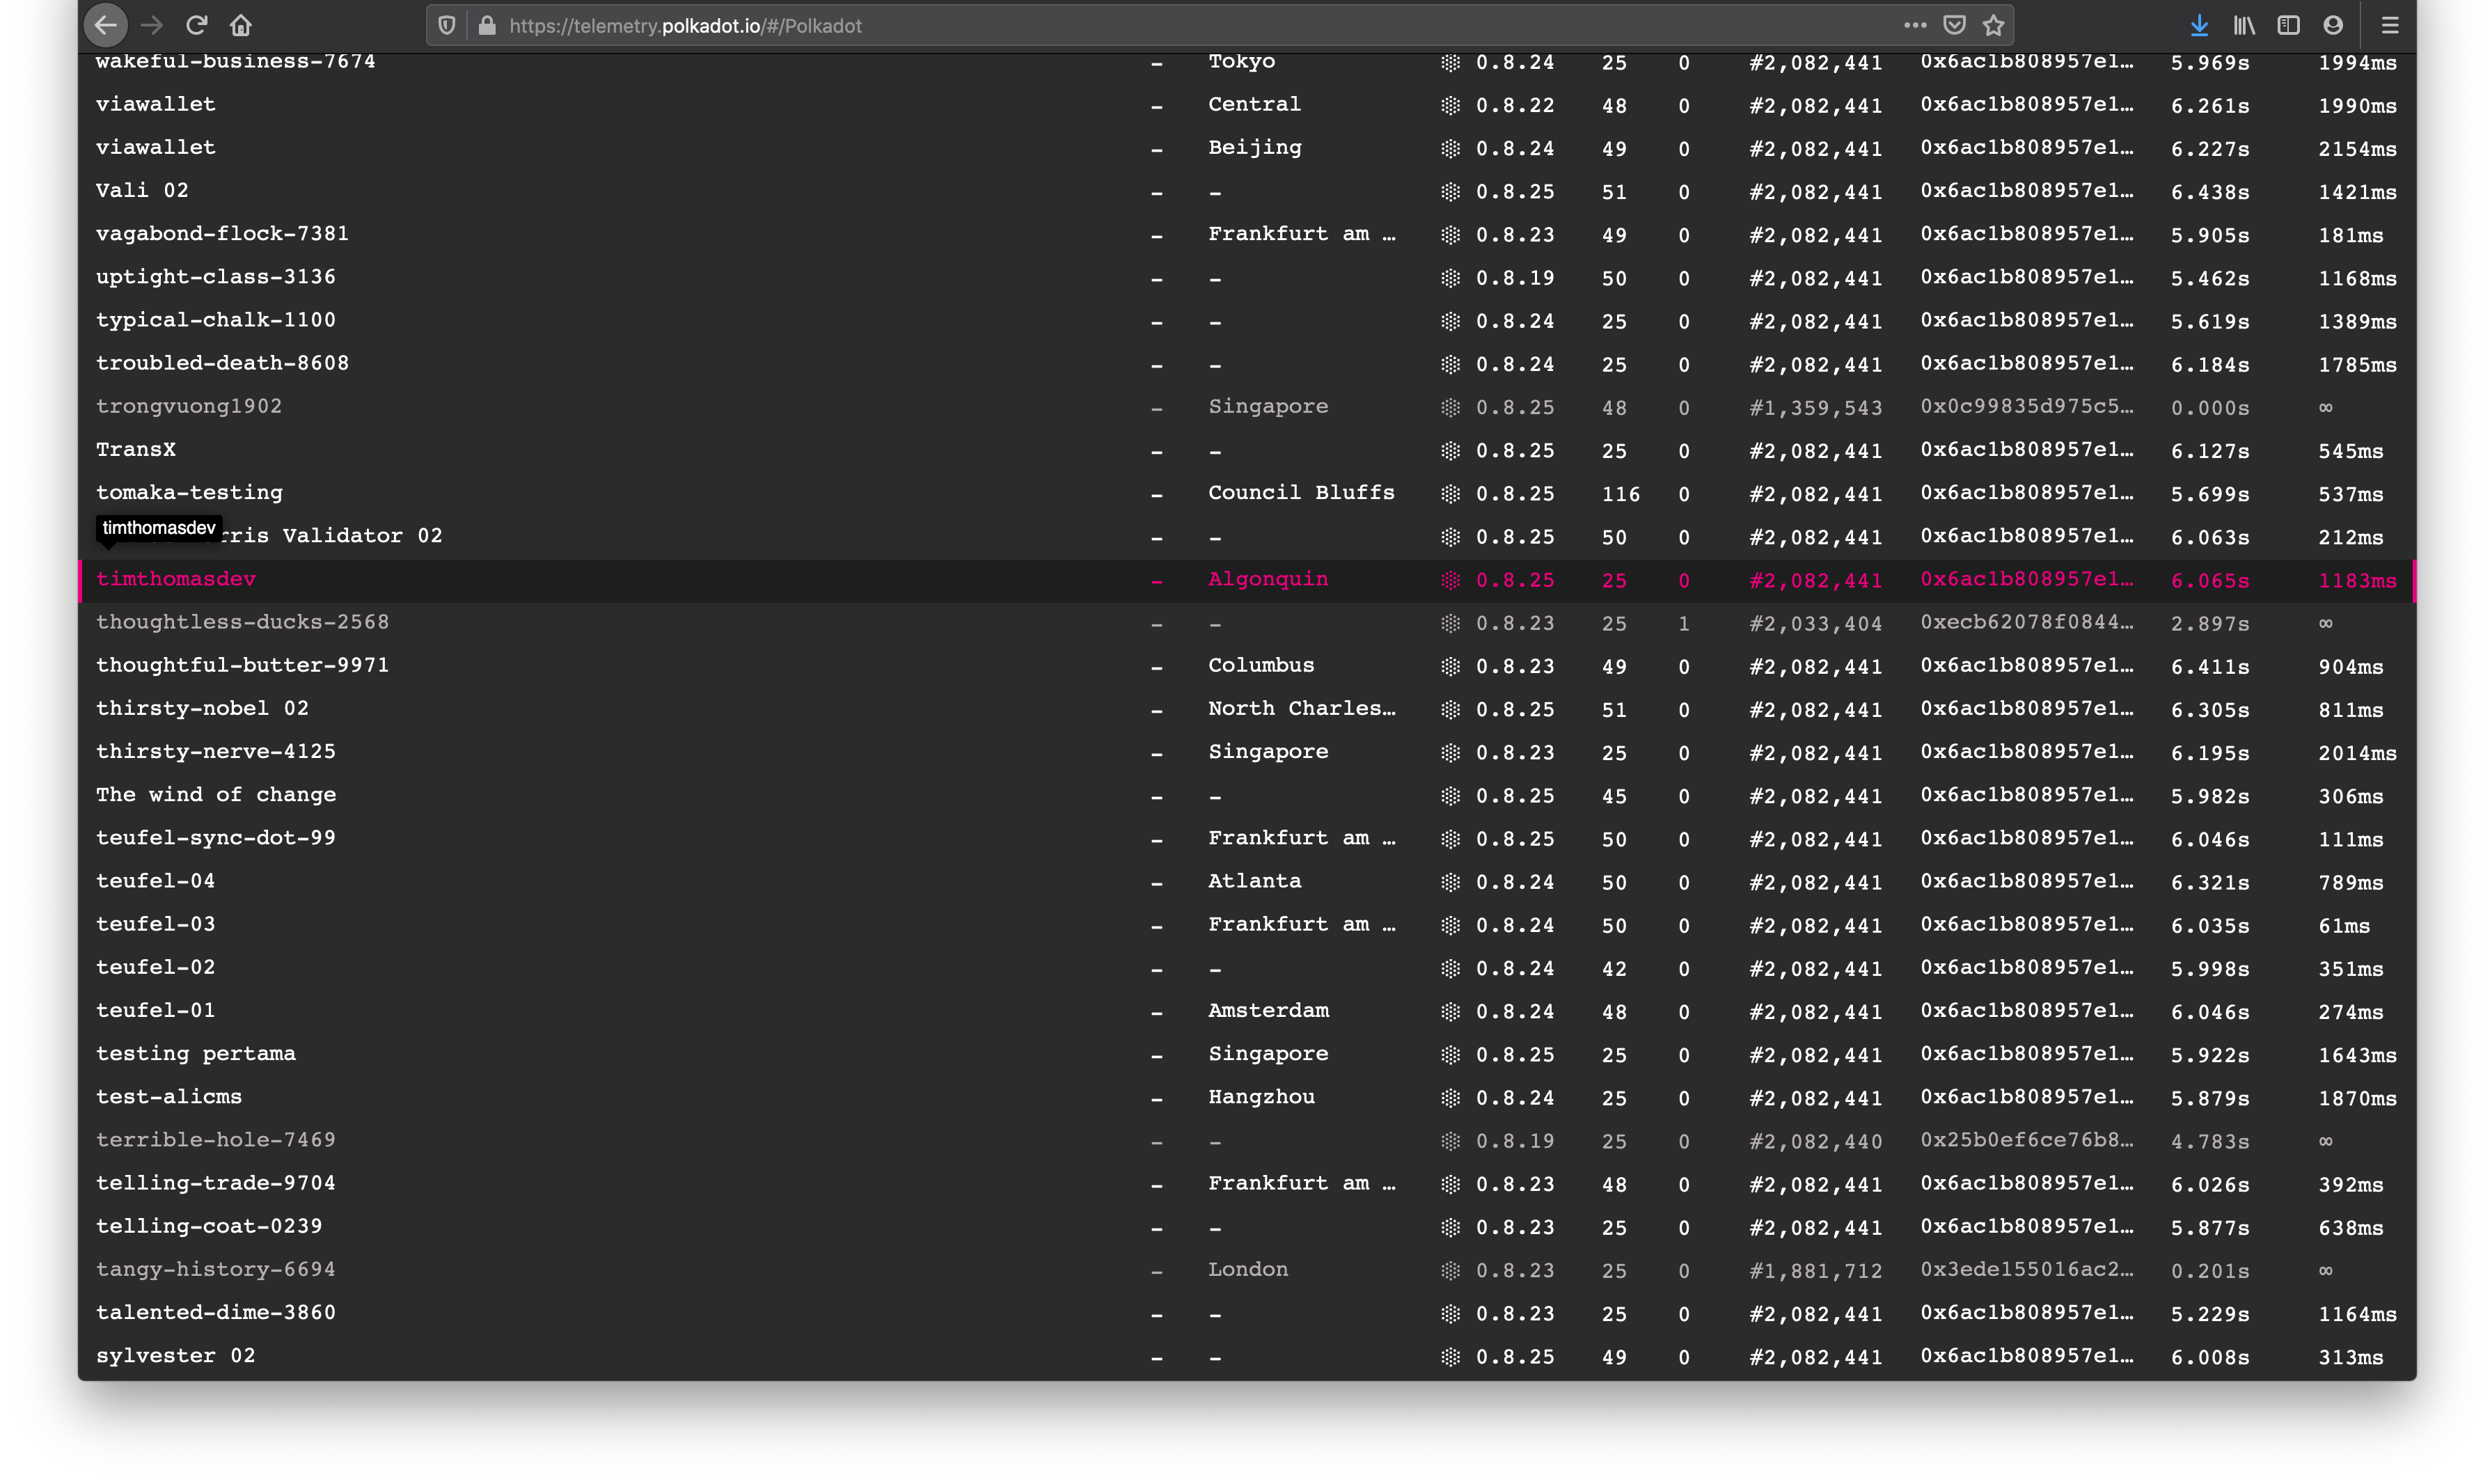 https://telemetry.polkadot.io/#/Polkadot
wakeful-business-7674 – Tokyo 0.8.24 25 0 #2,082,441 0x6ac1b808957e1… 5.969s 1994ms
viawallet – Central 0.8.22 48 0 #2,082,441 0x6ac1b808957e1… 6.261s 1990ms
viawallet – Beijing 0.8.24 49 0 #2,082,441 0x6ac1b808957e1… 6.227s 2154ms
Vali 02 – – 0.8.25 51 0 #2,082,441 0x6ac1b808957e1… 6.438s 1421ms
vagabond-flock-7381 – Frankfurt am … 0.8.23 49 0 #2,082,441 0x6ac1b808957e1… 5.905s 181ms
uptight-class-3136 – – 0.8.19 50 0 #2,082,441 0x6ac1b808957e1… 5.462s 1168ms
typical-chalk-1100 – – 0.8.24 25 0 #2,082,441 0x6ac1b808957e1… 5.619s 1389ms
troubled-death-8608 – – 0.8.24 25 0 #2,082,441 0x6ac1b808957e1… 6.184s 1785ms
trongvuong1902 – Singapore 0.8.25 48 0 #1,359,543 0x0c99835d975c5… 0.000s ∞
TransX – – 0.8.25 25 0 #2,082,441 0x6ac1b808957e1… 6.127s 545ms
tomaka-testing – Council Bluffs 0.8.25 116 0 #2,082,441 0x6ac1b808957e1… 5.699s 537ms
timthomasdev
rris Validator 02 – – 0.8.25 50 0 #2,082,441 0x6ac1b808957e1… 6.063s 212ms
timthomasdev – Algonquin 0.8.25 25 0 #2,082,441 0x6ac1b808957e1… 6.065s 1183ms
thoughtless-ducks-2568 – – 0.8.23 25 1 #2,033,404 0xecb62078f0844… 2.897s ∞
thoughtful-butter-9971 – Columbus 0.8.23 49 0 #2,082,441 0x6ac1b808957e1… 6.411s 904ms
thirsty-nobel 02 – North Charles… 0.8.25 51 0 #2,082,441 0x6ac1b808957e1… 6.305s 811ms
thirsty-nerve-4125 – Singapore 0.8.23 25 0 #2,082,441 0x6ac1b808957e1… 6.195s 2014ms
The wind of change – – 0.8.25 45 0 #2,082,441 0x6ac1b808957e1… 5.982s 306ms
teufel-sync-dot-99 – Frankfurt am … 0.8.25 50 0 #2,082,441 0x6ac1b808957e1… 6.046s 111ms
teufel-04 – Atlanta 0.8.24 50 0 #2,082,441 0x6ac1b808957e1… 6.321s 789ms
teufel-03 – Frankfurt am … 0.8.24 50 0 #2,082,441 0x6ac1b808957e1… 6.035s 61ms
teufel-02 – – 0.8.24 42 0 #2,082,441 0x6ac1b808957e1… 5.998s 351ms
teufel-01 – Amsterdam 0.8.24 48 0 #2,082,441 0x6ac1b808957e1… 6.046s 274ms
testing pertama – Singapore 0.8.25 25 0 #2,082,441 0x6ac1b808957e1… 5.922s 1643ms
test-alicms – Hangzhou 0.8.24 25 0 #2,082,441 0x6ac1b808957e1… 5.879s 1870ms
terrible-hole-7469 – – 0.8.19 25 0 #2,082,440 0x25b0ef6ce76b8… 4.783s ∞
telling-trade-9704 – Frankfurt am … 0.8.23 48 0 #2,082,441 0x6ac1b808957e1… 6.026s 392ms
telling-coat-0239 – – 0.8.23 25 0 #2,082,441 0x6ac1b808957e1… 5.877s 638ms
tangy-history-6694 – London 0.8.23 25 0 #1,881,712 0x3ede155016ac2… 0.201s ∞
talented-dime-3860 – – 0.8.23 25 0 #2,082,441 0x6ac1b808957e1… 5.229s 1164ms
sylvester 02 – – 0.8.25 49 0 #2,082,441 0x6ac1b808957e1… 6.008s 313ms